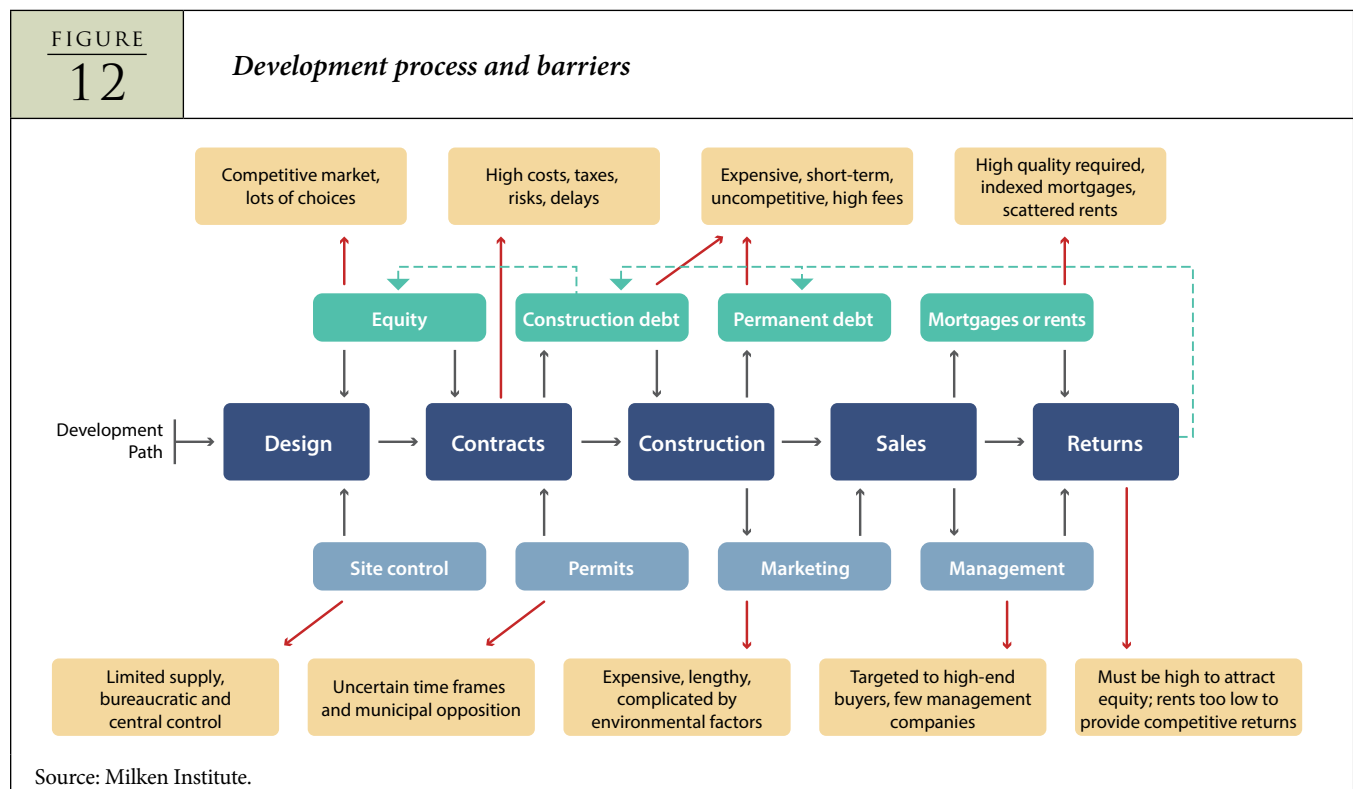 FIGURE
12
Development process and barriers
Competitive market,
lots of choices
High costs, taxes,
risks, delays
Expensive, short-term,
uncompetitive, high fees
High quality required,
indexed mortgages,
scattered rents
Equity
Construction debt
Permanent debt
Mortgages or rents
Development
Path
Design
Contracts
Construction
Sales
Returns
Site control
Permits
Marketing
Management
Limited supply,
bureaucratic and
central control
Uncertain time frames
and municipal opposition
Expensive, lengthy,
complicated by
environmental factors
Targeted to high-end
buyers, few management
companies
Must be high to attract
equity; rents too low to
provide competitive returns
Source: Milken Institute.